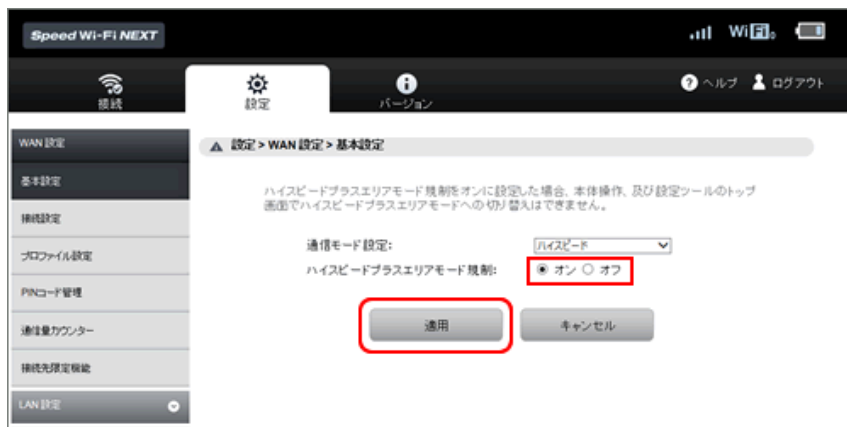 Speed Wi-Fi NEXT
WiFi
接続
設定
バージョン
ヘルプ
ログアウト
WAN 設定
基本設定
接続設定
プロファイル設定
PINコード管理
通信量カウンター
接続先限定機能
LAN 設定
設定 > WAN 設定 > 基本設定
ハイスピードプラスエリアモード規制をオンに設定した場合、本体操作、及び設定ツールのトップ
画面でハイスピードプラスエリアモードへの切り替えはできません。
通信モード設定: ハイスピード
ハイスピードプラスエリアモード規制: オン オフ
適用 キャンセル